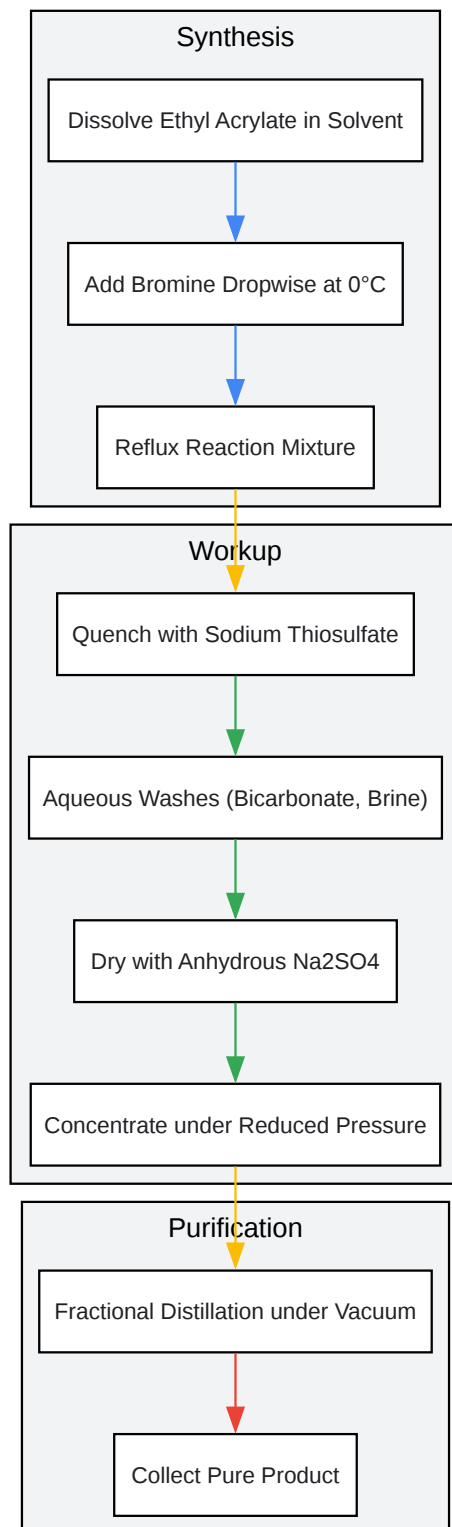 Synthesis
Dissolve Ethyl Acrylate in Solvent
Add Bromine Dropwise at 0°C
Reflux Reaction Mixture
Workup
Quench with Sodium Thiosulfate
Aqueous Washes (Bicarbonate, Brine)
Dry with Anhydrous Na2SO4
Concentrate under Reduced Pressure
Purification
Fractional Distillation under Vacuum
Collect Pure Product